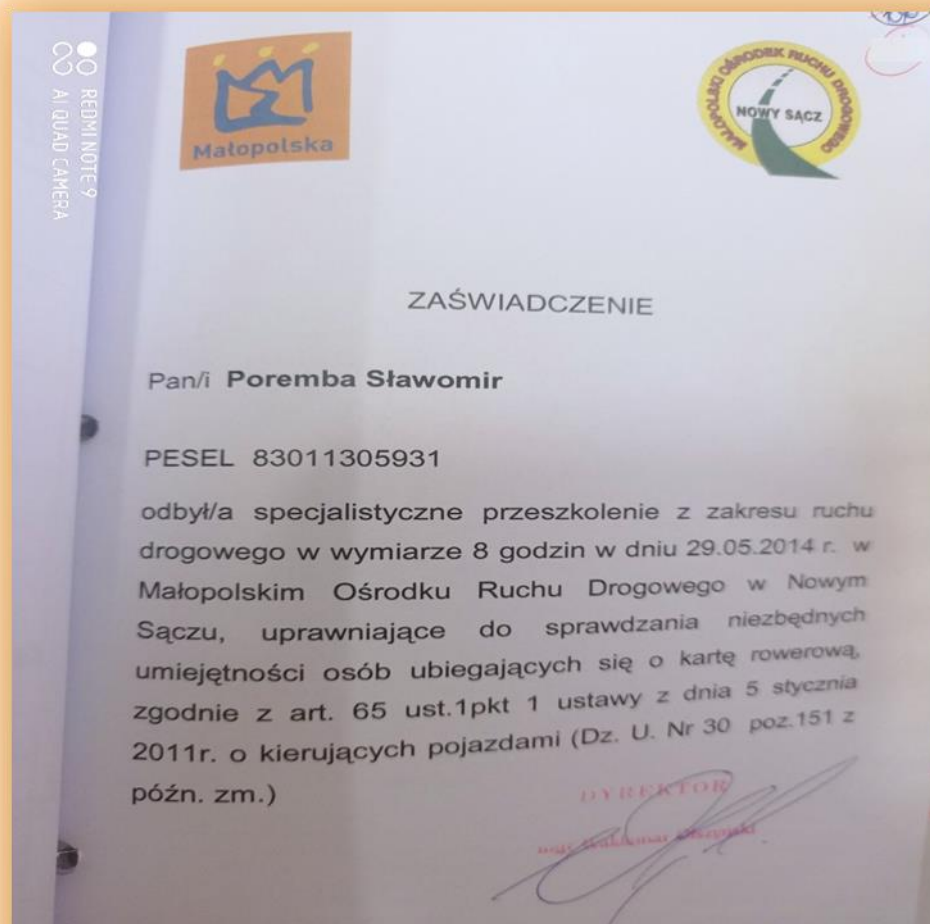 REDMI NOTE 9
AI QUAD CAMERA
Małopolska
MAŁOPOLSKI OŚRODEK RUCHU DROGOWEGO
NOWY SĄCZ
ZAŚWIADCZENIE
Pan/i Poremba Sławomir
PESEL 83011305931
odbył/a specjalistyczne przeszkolenie z zakresu ruchu
drogowego w wymiarze 8 godzin w dniu 29.05.2014 r. w
Małopolskim Ośrodku Ruchu Drogowego w Nowym
Sączu, uprawniające do sprawdzania niezbędnych
umiejętności osób ubiegających się o kartę rowerową,
zgodnie z art. 65 ust.1pkt 1 ustawy z dnia 5 stycznia
2011r. o kierujących pojazdami (Dz. U. Nr 30 poz.151 z
późn. zm.)
DYREKTOR